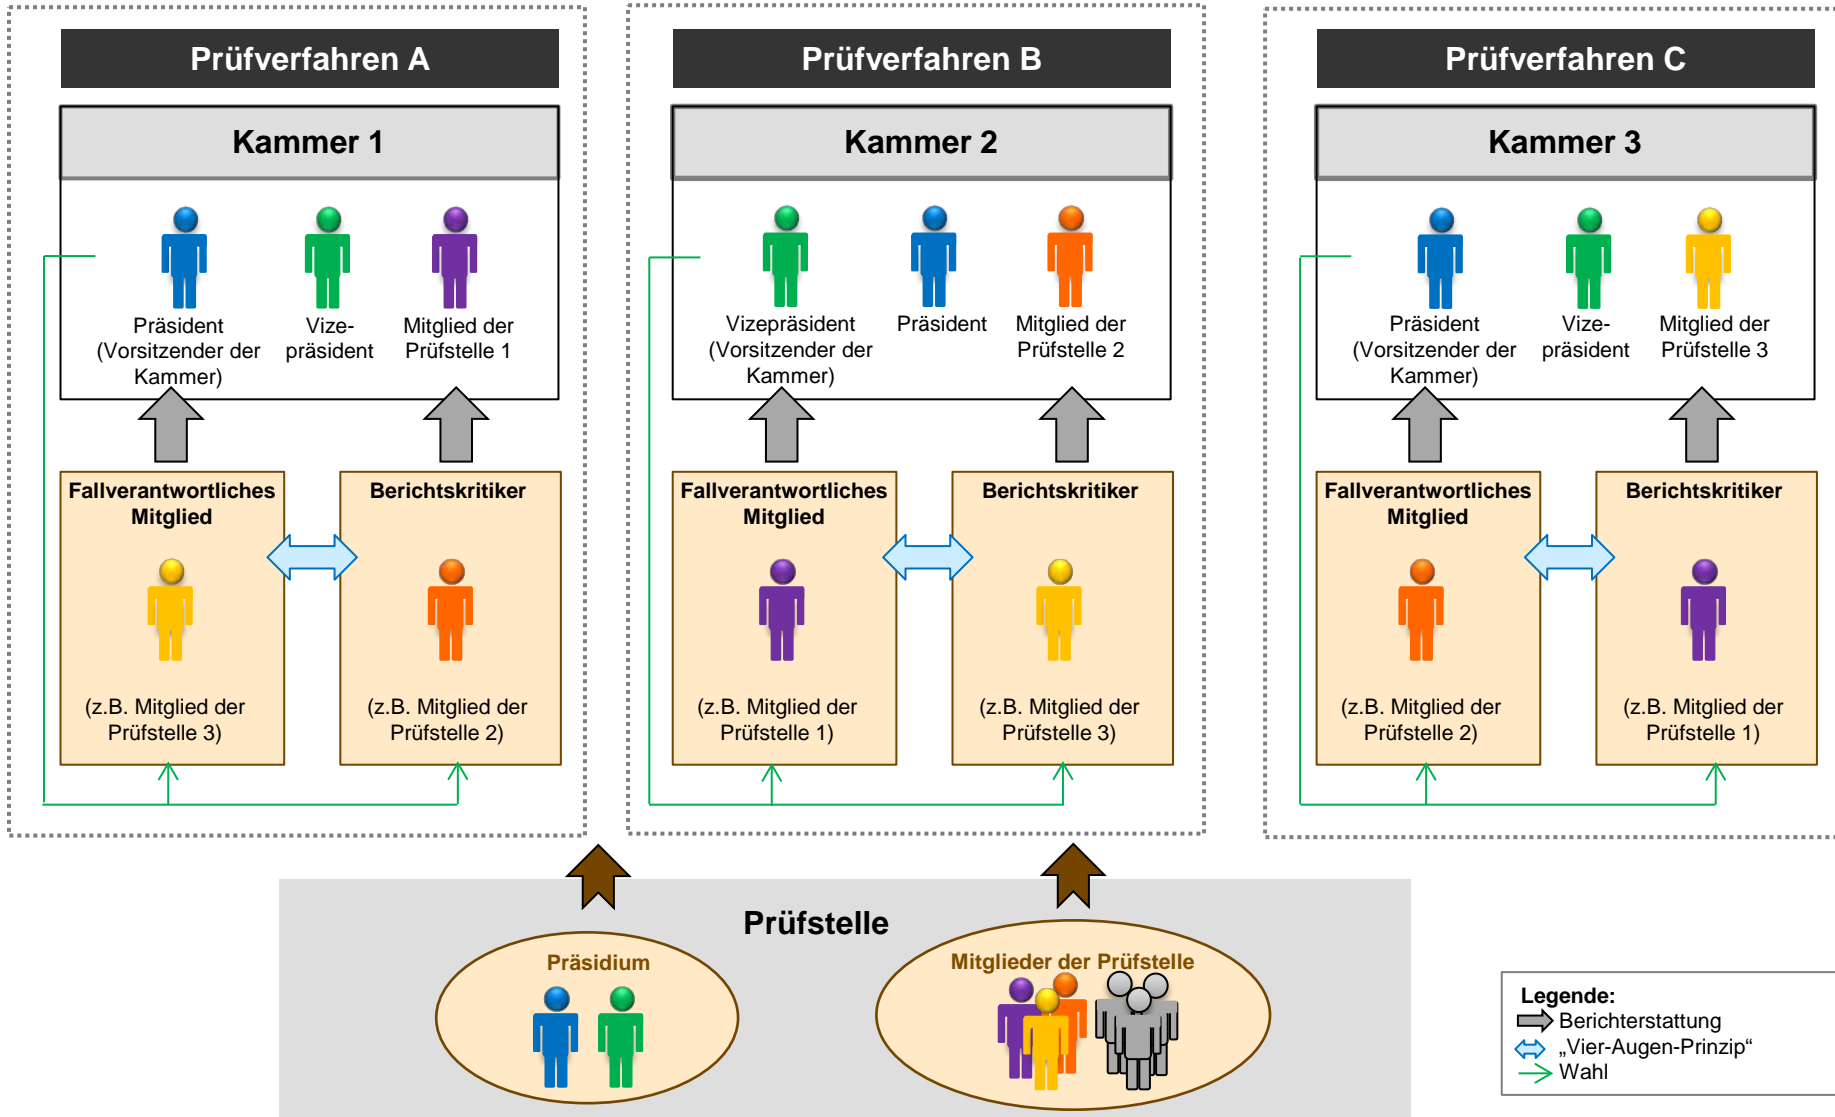 Prüfverfahren A
Kammer 1
Präsident
(Vorsitzender der
Kammer)
Vize-
präsident
Mitglied der
Prüfstelle 1
Fallverantwortliches
Mitglied
(z.B. Mitglied der
Prüfstelle 3)
Berichtskritiker
(z.B. Mitglied der
Prüfstelle 2)
Prüfverfahren B
Kammer 2
Vizepräsident
(Vorsitzender der
Kammer)
Präsident
Mitglied der
Prüfstelle 2
Fallverantwortliches
Mitglied
(z.B. Mitglied der
Prüfstelle 1)
Berichtskritiker
(z.B. Mitglied der
Prüfstelle 3)
Prüfverfahren C
Kammer 3
Präsident
(Vorsitzender der
Kammer)
Vize-
präsident
Mitglied der
Prüfstelle 3
Fallverantwortliches
Mitglied
(z.B. Mitglied der
Prüfstelle 2)
Berichtskritiker
(z.B. Mitglied der
Prüfstelle 1)
Prüfstelle
Präsidium
Mitglieder der Prüfstelle
Legende:
Berichterstattung
„Vier-Augen-Prinzip“
Wahl